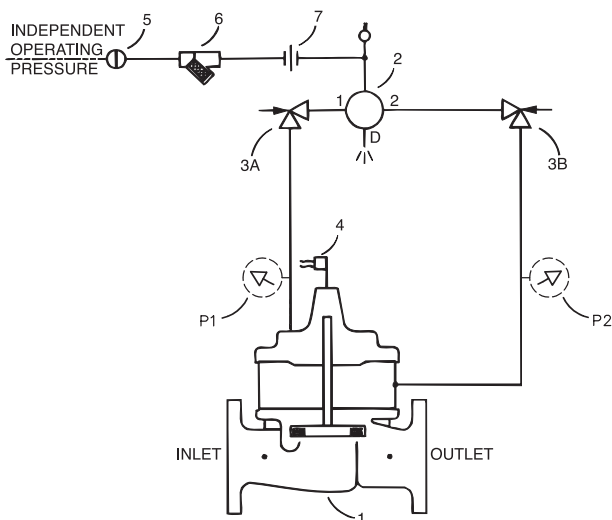 INDEPENDENT
OPERATING
PRESSURE
5
6
7
2
1
2
D
3A
3B
4
P1
P2
INLET
OUTLET
1